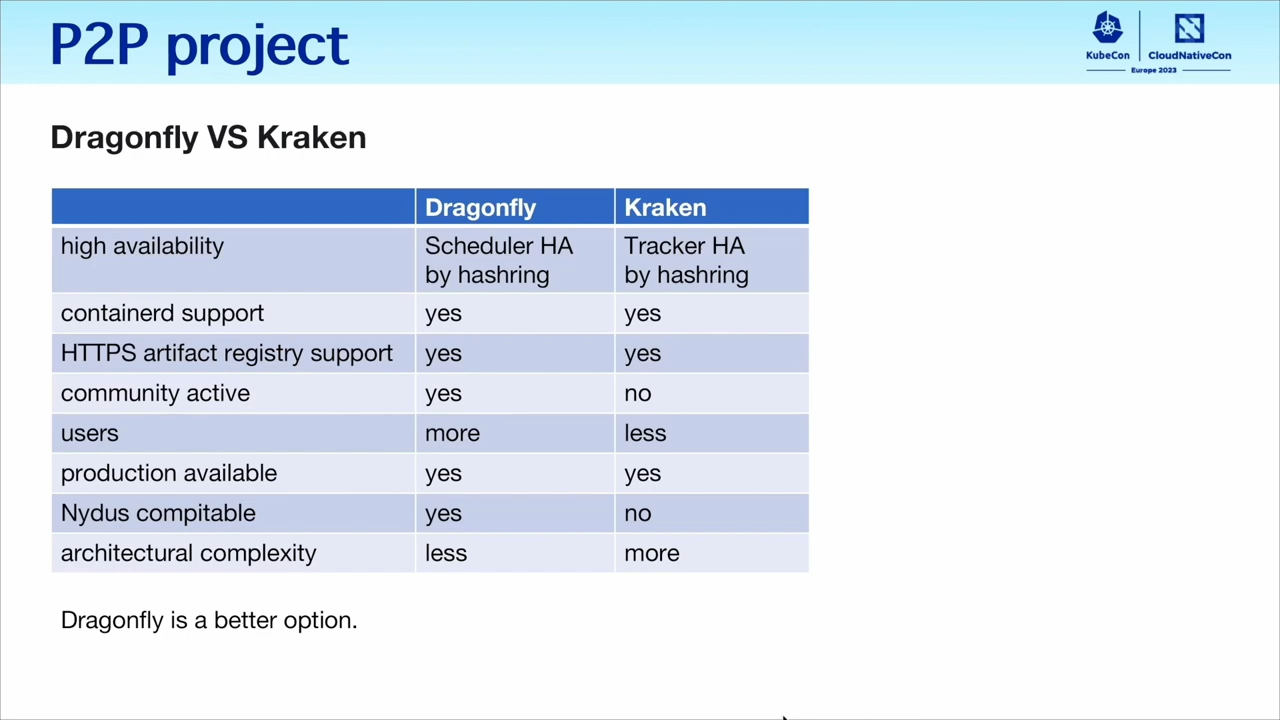 P2P project
KubeCon
CloudNativeCon
Europe 2023
Dragonfly VS Kraken
Dragonfly Kraken
high availability Scheduler HA by hashring Tracker HA by hashring
containerd support yes yes
HTTPS artifact registry support yes yes
community active yes no
users more less
production available yes yes
Nydus compitable yes no
architectural complexity less more
Dragonfly is a better option.